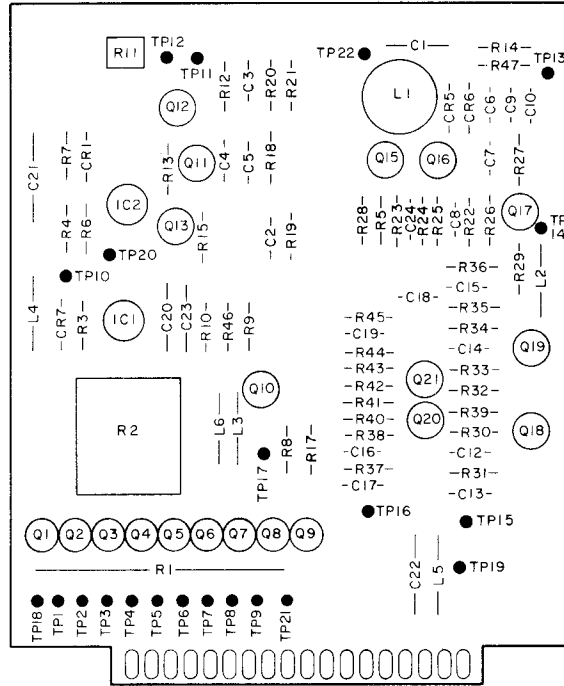 TP12
TP11
R11
Q12
R12
C3
R20
R21
TP22
C1
R14
R47
TP13
L1
CR5
CR6
C6
C9
C10
C21
R7
CR1
R13
Q11
C4
C5
R18
Q15
Q16
C7
R27
IC2
Q13
R4
R6
R15
C2
R19
R28
R5
R23
C24
R24
R25
C8
R22
R26
Q17
TP14
TP20
TP10
R36
C15
R35
R29
L2
C18
L4
CR7
R3
IC1
C20
C23
R10
R46
R9
R45
C19
R44
R43
R42
R41
R40
R38
C16
R37
C17
R34
C14
R33
R32
R39
R30
C12
R31
C13
Q19
Q21
Q20
Q18
R2
Q10
L6
L3
TP17
R8
R17
TP16
TP15
TP19
Q1
Q2
Q3
Q4
Q5
Q6
Q7
Q8
Q9
R1
C22
L5
TP18
TP1
TP2
TP3
TP4
TP5
TP6
TP7
TP8
TP9
TP21